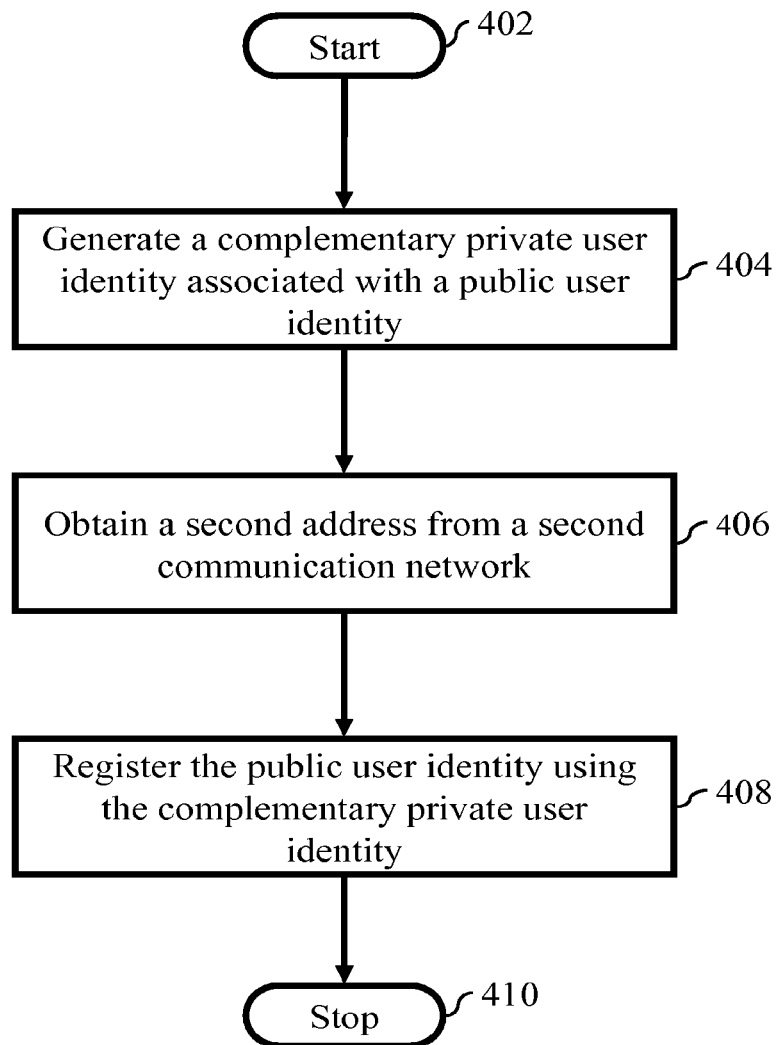 Start
402
Generate a complementary private user
identity associated with a public user
identity
404
Obtain a second address from a second
communication network
406
Register the public user identity using
the complementary private user
identity
408
Stop
410